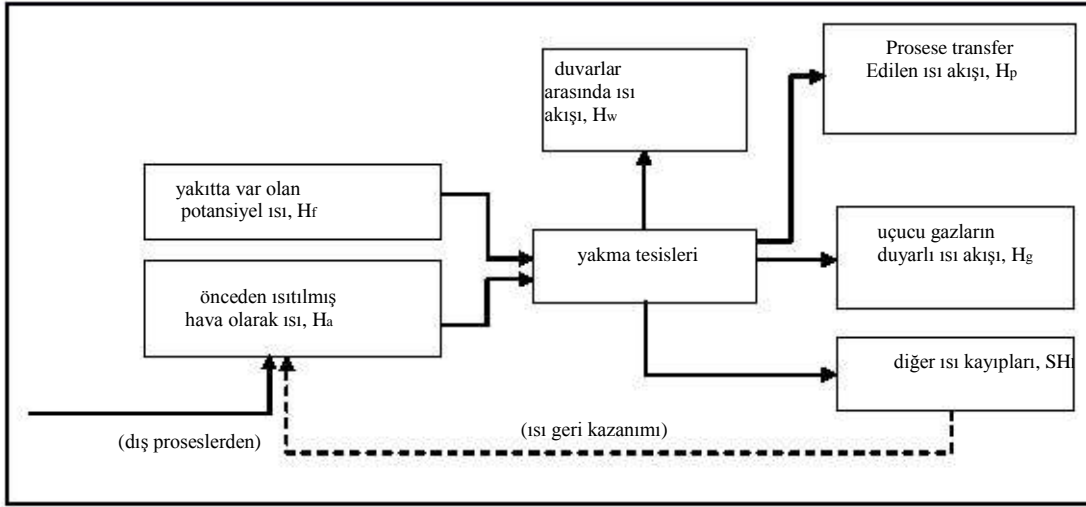 duvarlar
arasında ısı
akışı, Hw
Prosese transfer
Edilen ısı akışı, Hp
yakıtta var olan
potansiyel ısı, Hf
yakma tesisleri
uçucu gazların
duyarlı ısı akışı, Hg
önceden ısıtılmış
hava olarak ısı, Ha
diğer ısı kayıpları, SHl
(dış proseslerden)
(ısı geri kazanımı)